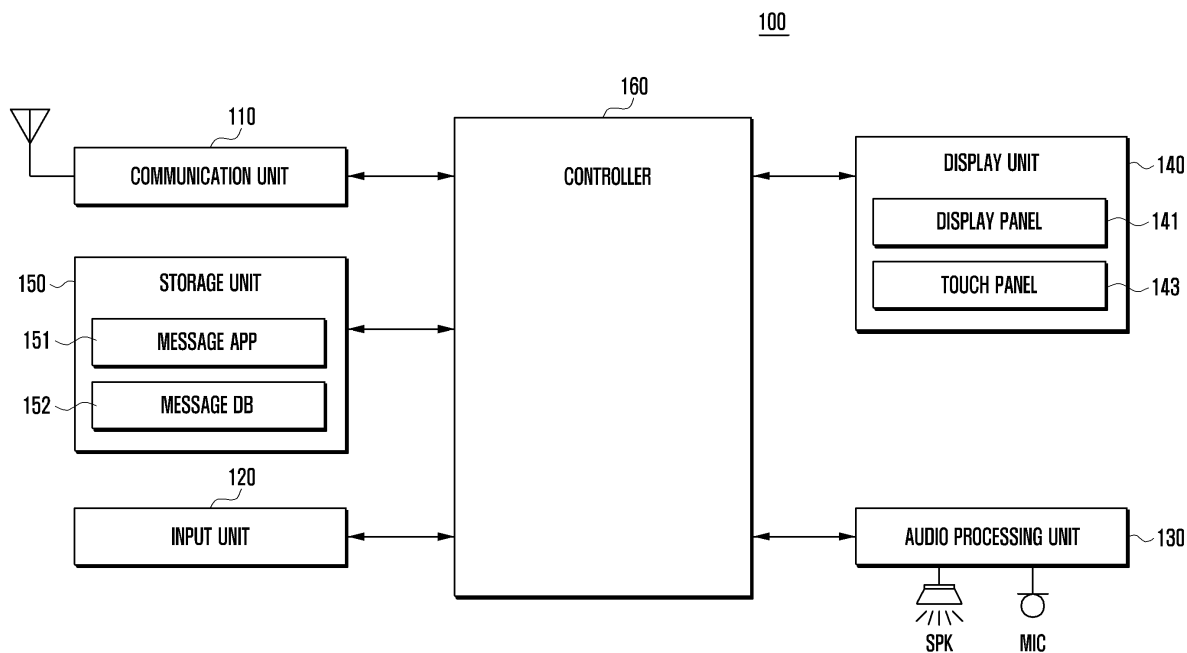 100
160
110
COMMUNICATION UNIT
CONTROLLER
DISPLAY UNIT
140
DISPLAY PANEL
141
TOUCH PANEL
143
150
STORAGE UNIT
151
MESSAGE APP
152
MESSAGE DB
120
INPUT UNIT
AUDIO PROCESSING UNIT
130
SPK
MIC